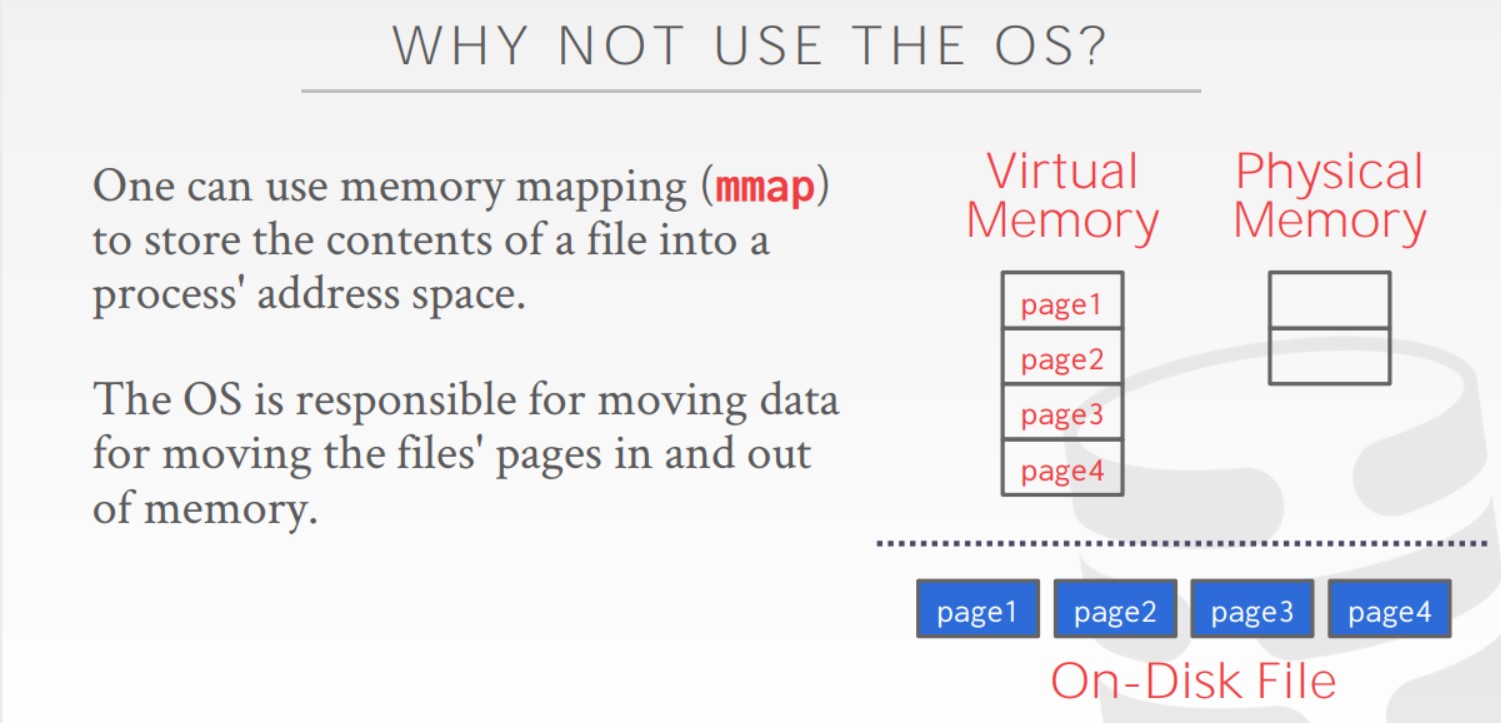 WHY NOT USE THE OS?
One can use memory mapping (mmap)
to store the contents of a file into a
process' address space.
The OS is responsible for moving data
for moving the files' pages in and out
of memory.
Virtual
Memory
Physical
Memory
page1
page2
page3
page4
page1 page2 page3 page4
On-Disk File